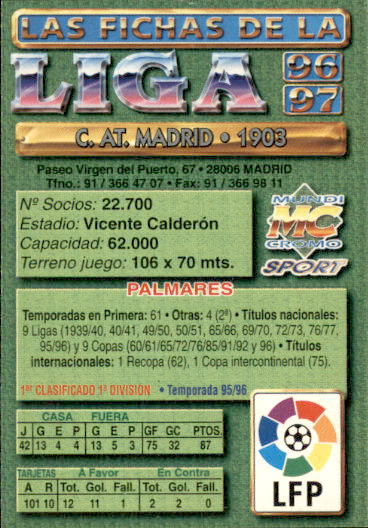 LAS FICHAS DE LA
LIGA 96
97
C. AT. MADRID • 1903
Paseo Virgen del Puerto, 67 • 28006 MADRID
Tfno.: 91 / 366 47 07 • Fax: 91 / 366 98 11
Nº Socios: 22.700
Estadio: Vicente Calderón
Capacidad: 62.000
Terreno juego: 106 x 70 mts.
MUNDI
MC
CROMO
SPORT
PALMARES
Temporadas en Primera: 61 • Otras: 4 (2ª) • Títulos nacionales:
9 Ligas (1939/40, 40/41, 49/50, 50/51, 65/66, 69/70, 72/73, 76/77,
95/96) y 9 Copas (60/61/65/72/76/85/91/92 y 96) • Títulos
internacionales: 1 Recopa (62), 1 Copa intercontinental (75).
1er CLASIFICADO 1ª DIVISION • Temporada 95/96
CASA FUERA
J G E P G E P GF GC PTOS.
42 13 4 4 13 5 3 75 32 87
TARJETAS A Favor En Contra
A R Tot. Gol. Fall. Tot. Gol. Fall.
101 10 12 11 1 2 2 0
LFP